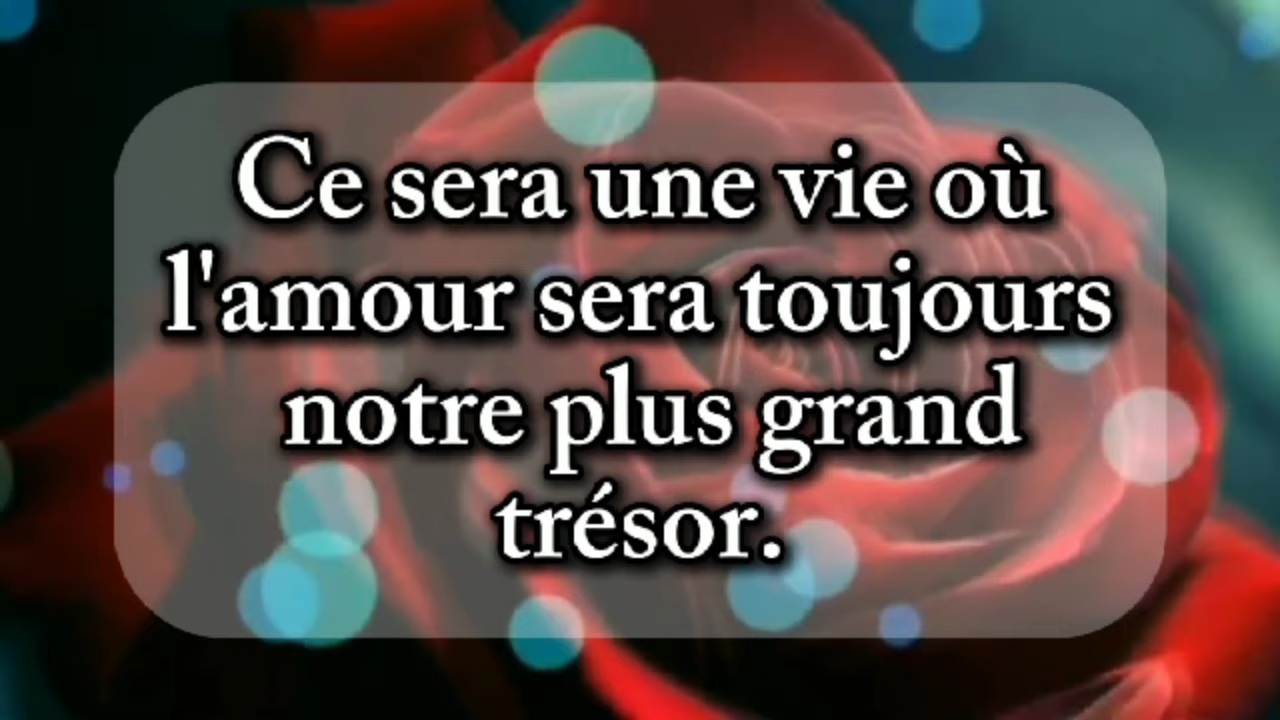 Ce sera une vie où
l'amour sera toujours
notre plus grand
trésor.